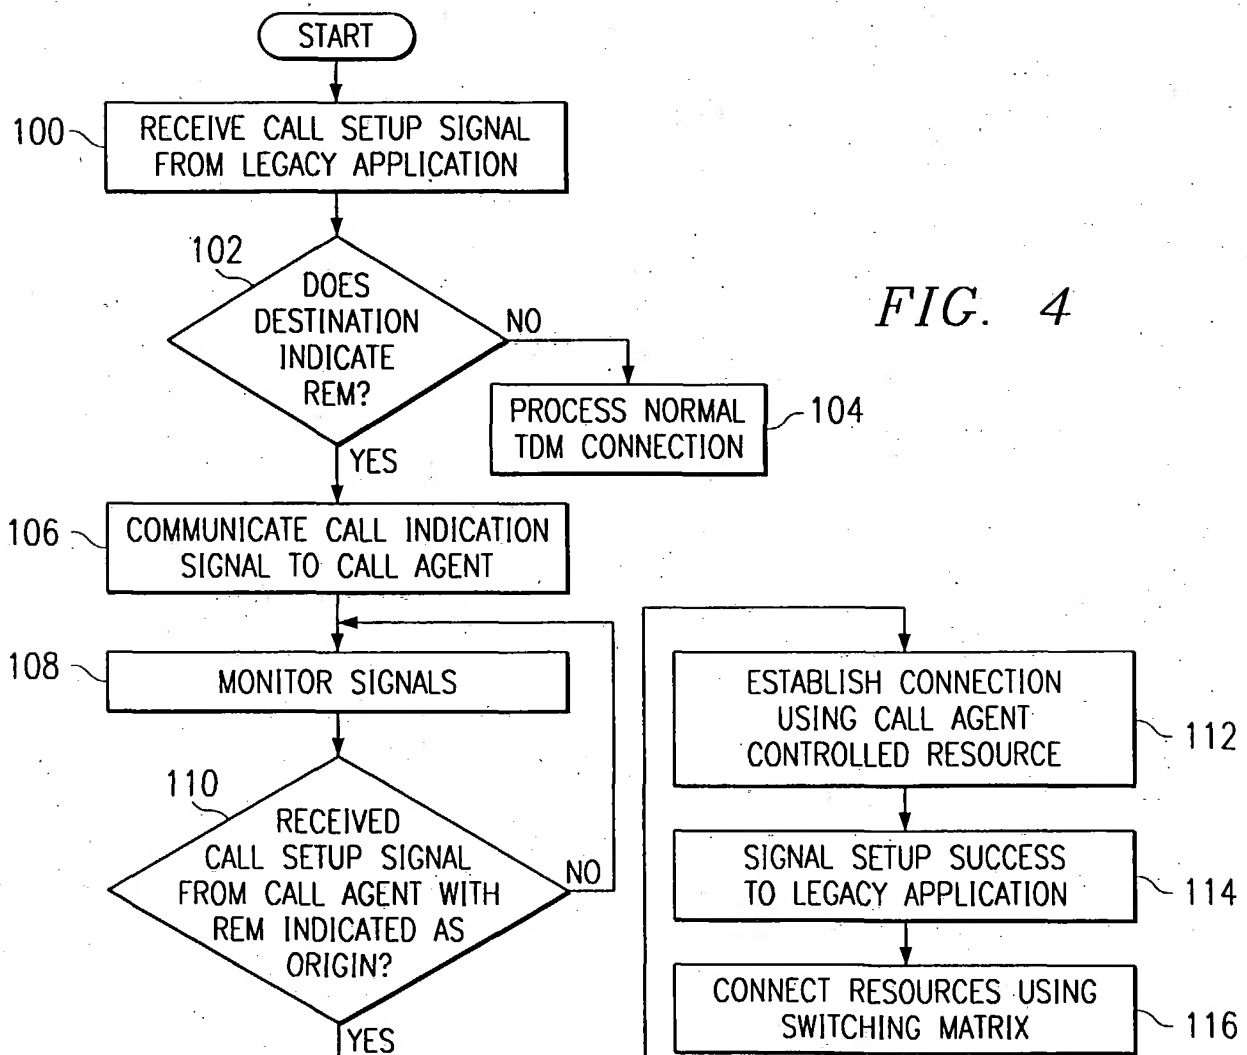 START
100
RECEIVE CALL SETUP SIGNAL
FROM LEGACY APPLICATION
102
DOES
DESTINATION
INDICATE
REM?
NO
FIG. 4
PROCESS NORMAL
TDM CONNECTION
104
YES
106
COMMUNICATE CALL INDICATION
SIGNAL TO CALL AGENT
108
MONITOR SIGNALS
110
RECEIVED
CALL SETUP SIGNAL
FROM CALL AGENT WITH
REM INDICATED AS
ORIGIN?
NO
YES
ESTABLISH CONNECTION
USING CALL AGENT
CONTROLLED RESOURCE
112
SIGNAL SETUP SUCCESS
TO LEGACY APPLICATION
114
CONNECT RESOURCES USING
SWITCHING MATRIX
116